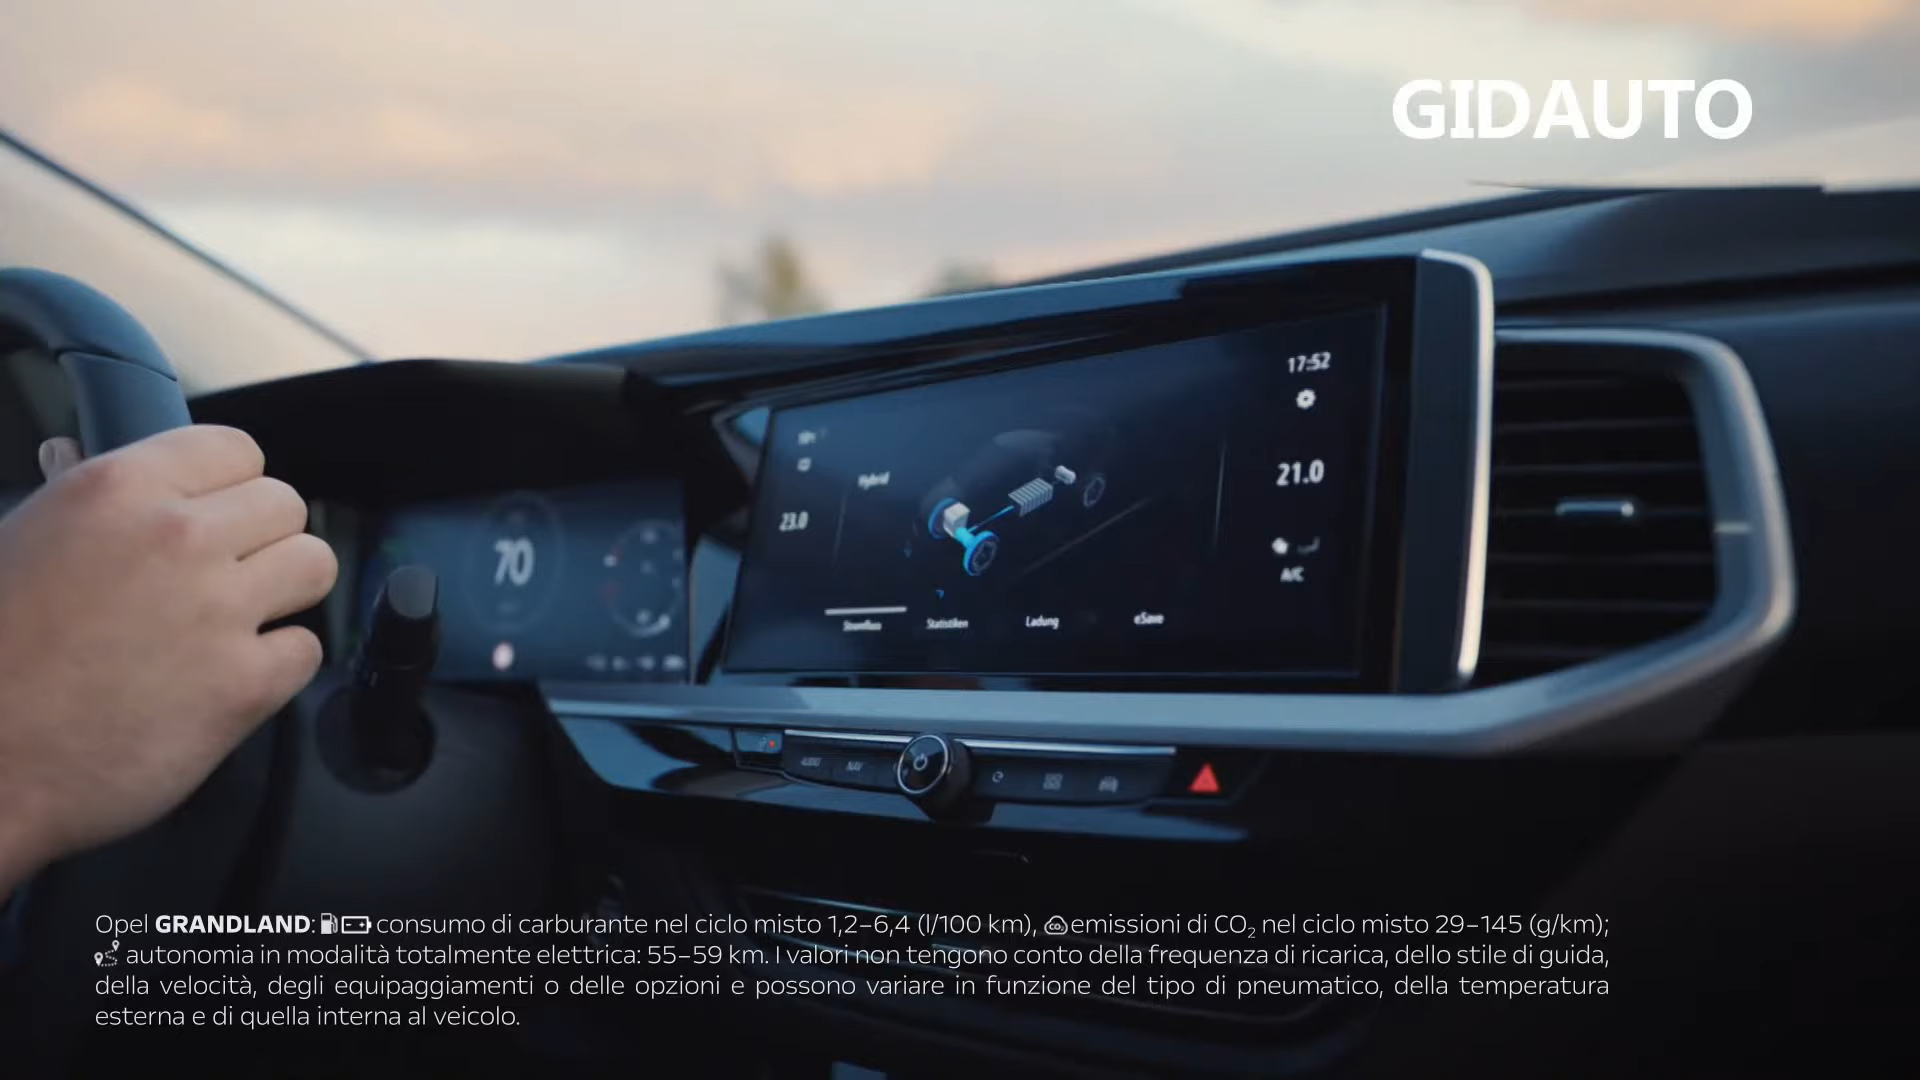 GIDAUTO
17:52
Hybrid
21.0
23.0
70
A/C
Statistiken
Ladung
eSave
AUDIO
NAV
Opel GRANDLAND: consumo di carburante nel ciclo misto 1,2–6,4 (l/100 km), emissioni di CO₂ nel ciclo misto 29–145 (g/km);
autonomia in modalità totalmente elettrica: 55–59 km. I valori non tengono conto della frequenza di ricarica, dello stile di guida,
della velocità, degli equipaggiamenti o delle opzioni e possono variare in funzione del tipo di pneumatico, della temperatura
esterna e di quella interna al veicolo.